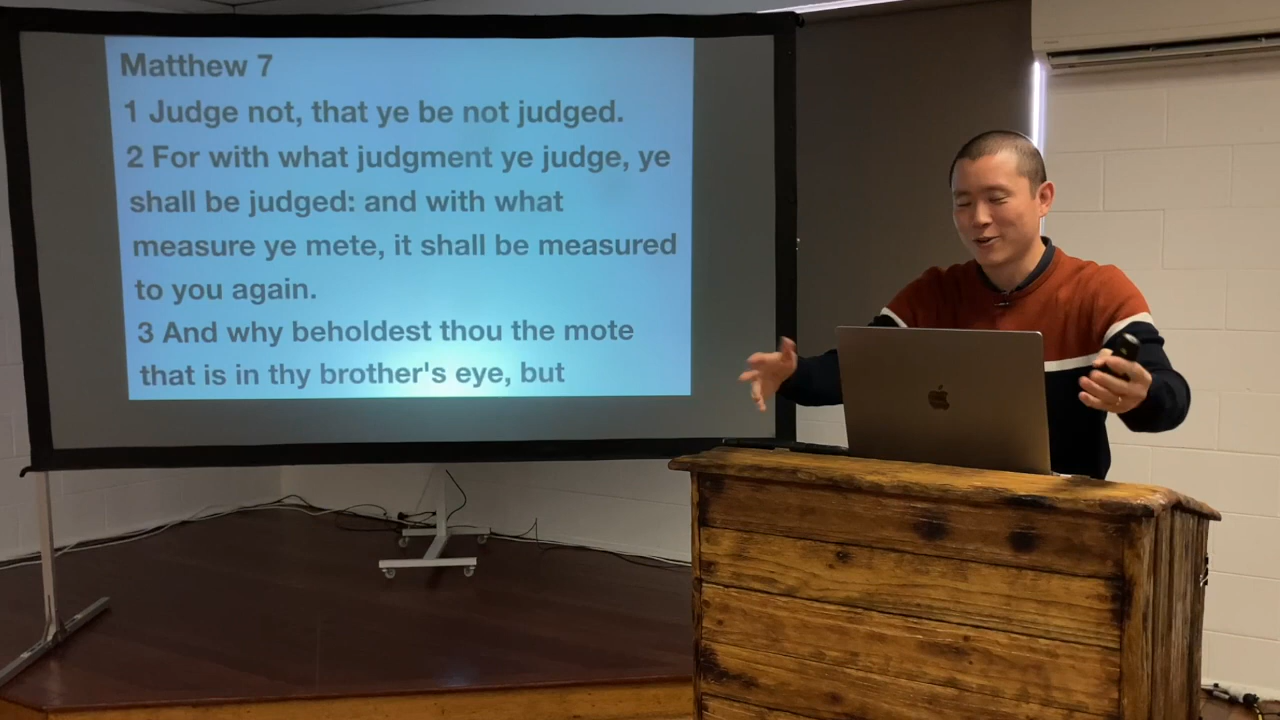 Matthew 7
1 Judge not, that ye be not judged.
2 For with what judgment ye judge, ye
shall be judged: and with what
measure ye mete, it shall be measured
to you again.
3 And why beholdest thou the mote
that is in thy brother's eye, but